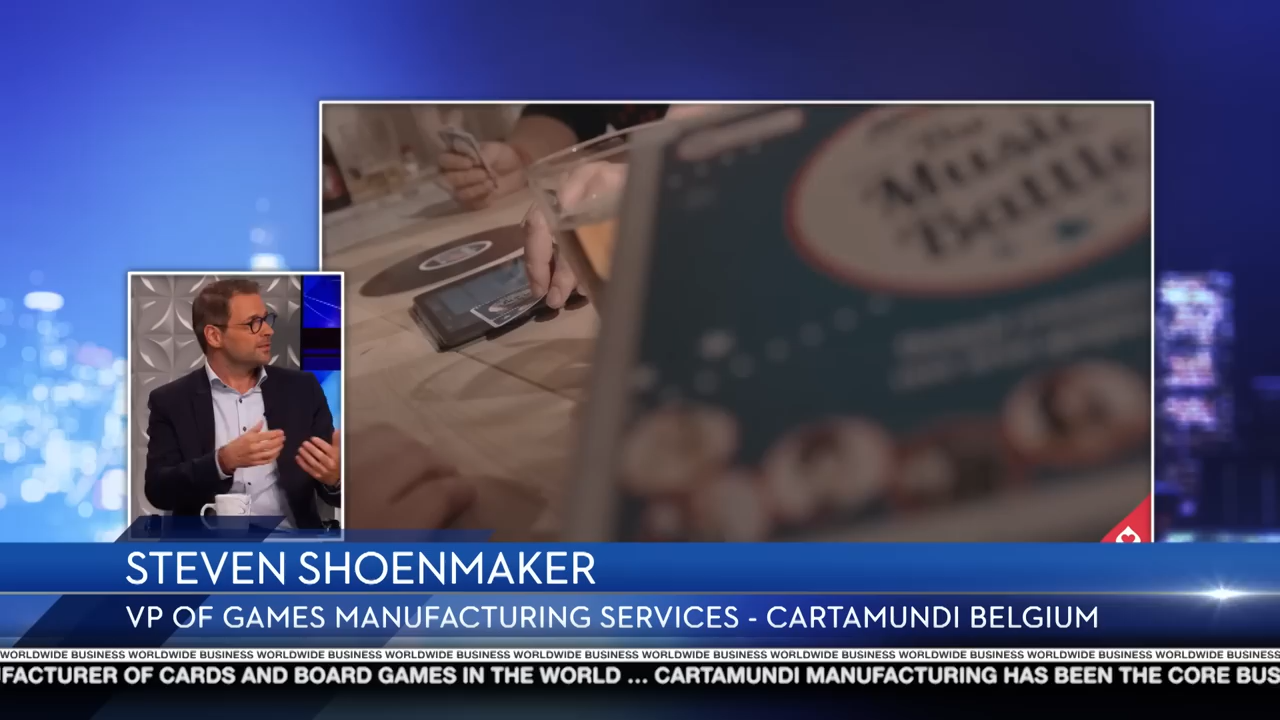 The
Music
Battle
STEVEN SHOENMAKER
VP OF GAMES MANUFACTURING SERVICES - CARTAMUNDI BELGIUM
WORLDWIDE BUSINESS WORLDWIDE BUSINESS WORLDWIDE BUSINESS WORLDWIDE BUSINESS WORLDWIDE BUSINESS WORLDWIDE BUSINESS WORLDWIDE BUSINESS WORLDWIDE BUSINESS WORLDWIDE BUSINESS WORLDWIDE BUSINESS
FACTURER OF CARDS AND BOARD GAMES IN THE WORLD ... CARTAMUNDI MANUFACTURING HAS BEEN THE CORE BUS